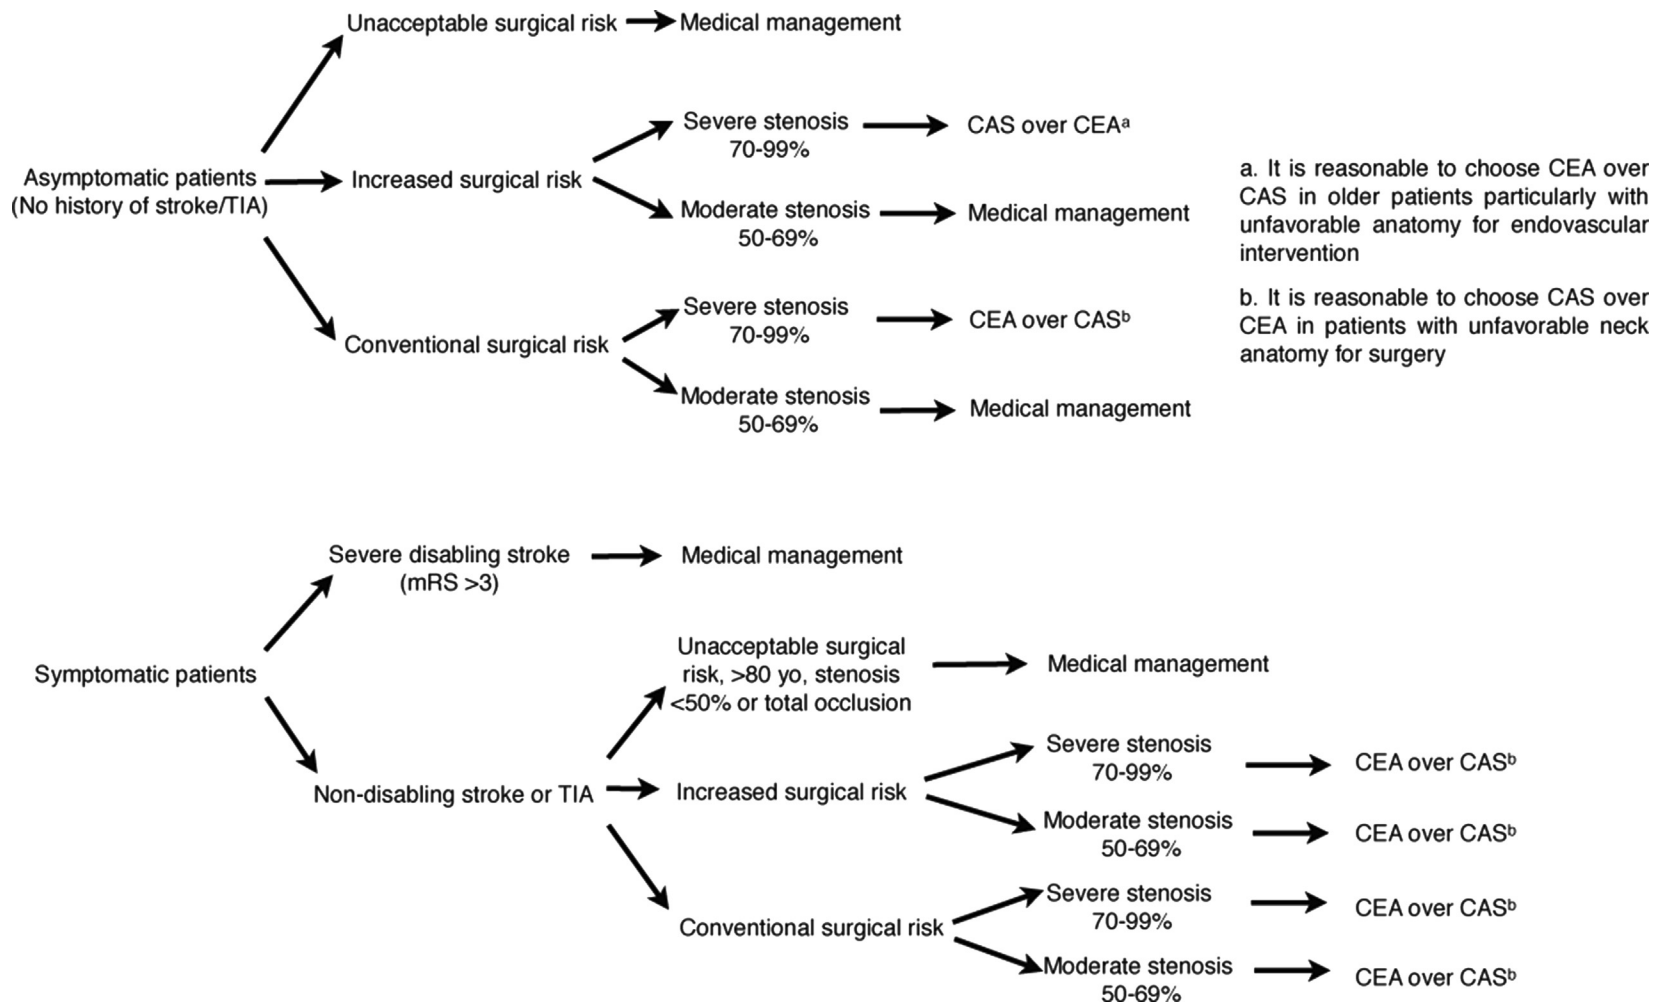 Unacceptable surgical risk
Medical management
Severe stenosis
70-99%
CAS over CEAᵃ
Asymptomatic patients
(No history of stroke/TIA)
Increased surgical risk
Moderate stenosis
50-69%
Medical management
Severe stenosis
70-99%
CEA over CASᵇ
Conventional surgical risk
Moderate stenosis
50-69%
Medical management
a. It is reasonable to choose CEA over
CAS in older patients particularly with
unfavorable anatomy for endovascular
intervention
b. It is reasonable to choose CAS over
CEA in patients with unfavorable neck
anatomy for surgery
Severe disabling stroke
(mRS >3)
Medical management
Symptomatic patients
Unacceptable surgical
risk, >80 yo, stenosis
<50% or total occlusion
Medical management
Non-disabling stroke or TIA
Increased surgical risk
Severe stenosis
70-99%
CEA over CASᵇ
Moderate stenosis
50-69%
CEA over CASᵇ
Conventional surgical risk
Severe stenosis
70-99%
CEA over CASᵇ
Moderate stenosis
50-69%
CEA over CASᵇ